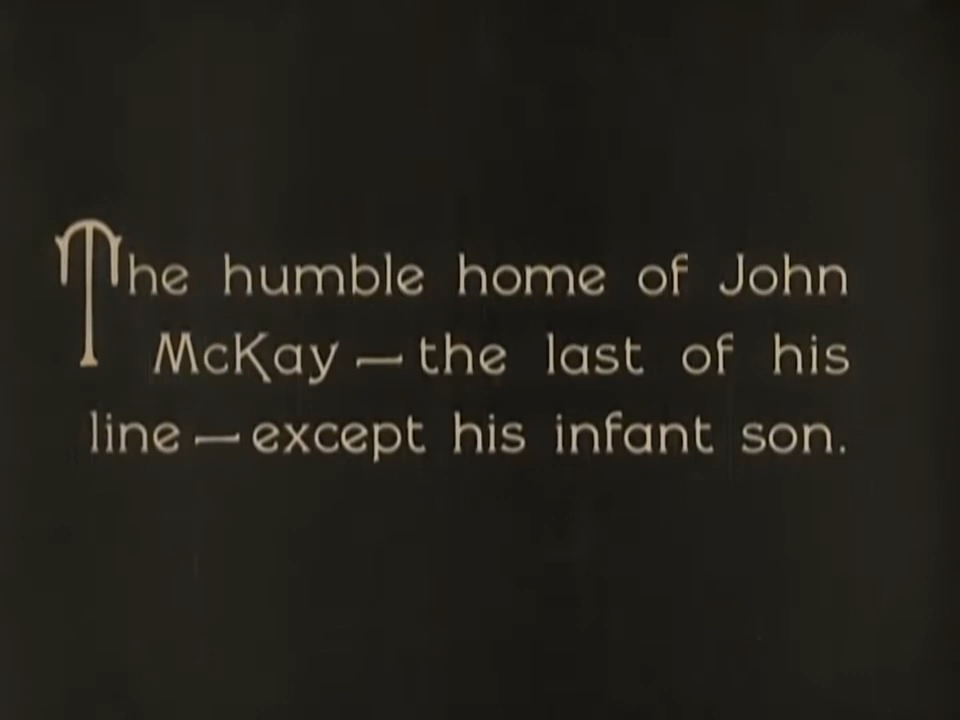 The humble home of John
McKay — the last of his
line — except his infant son.